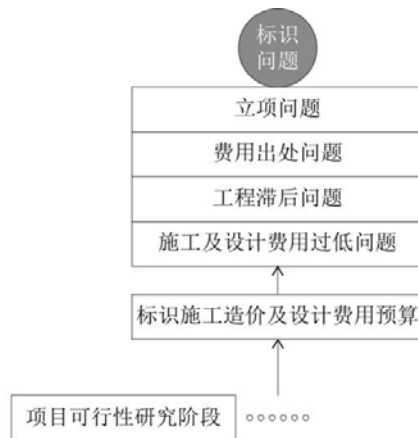 标识
问题
立项问题
费用出处问题
工程滞后问题
施工及设计费用过低问题
标识施工造价及设计费用预算
项目可行性研究阶段